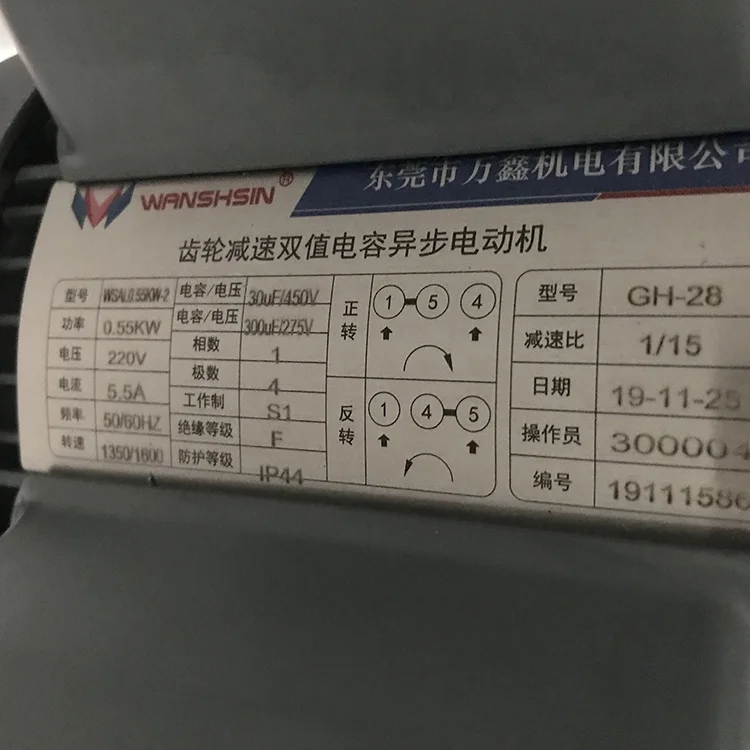 WANSHSIN®
东莞市万鑫机电有限公司
齿轮减速双值电容异步电动机
型号 WSAL0.55KW-2 电容/电压 30uF/450V
功率 0.55KW 电容/电压 300uF/275V
电压 220V 相数 1
电流 5.5A 极数 4
频率 50/60HZ 工作制 S1
转速 1350/1600 绝缘等级 F
防护等级 IP44
正转 1 5 4
反转 1 4 5
型号 GH-28
减速比 1/15
日期 19-11-25
操作员 300004
编号 19111586